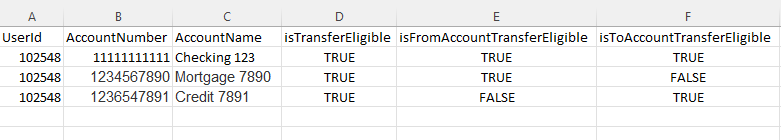 A B C D E F
UserId AccountNumber AccountName isTransferEligible isFromAccountTransferEligible isToAccountTransferEligible
102548 11111111111 Checking 123 TRUE TRUE TRUE
102548 1234567890 Mortgage 7890 TRUE TRUE FALSE
102548 1236547891 Credit 7891 TRUE FALSE TRUE